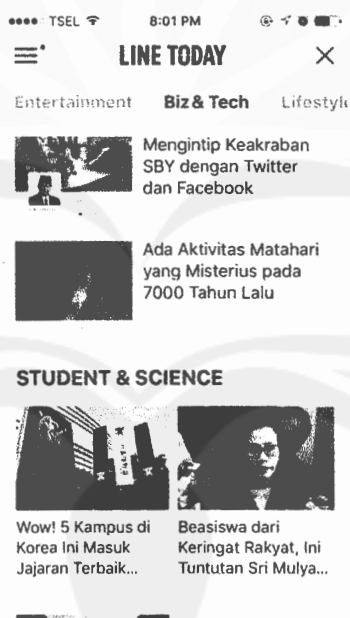 TSEL 8:01 PM
LINE TODAY
Entertainment Biz & Tech Lifestyle
Mengintip Keakraban
SBY dengan Twitter
dan Facebook
Ada Aktivitas Matahari
yang Misterius pada
7000 Tahun Lalu
STUDENT & SCIENCE
Wow! 5 Kampus di
Korea Ini Masuk
Jajaran Terbaik...
Beasiswa dari
Keringat Rakyat, Ini
Tuntutan Sri Mulya...